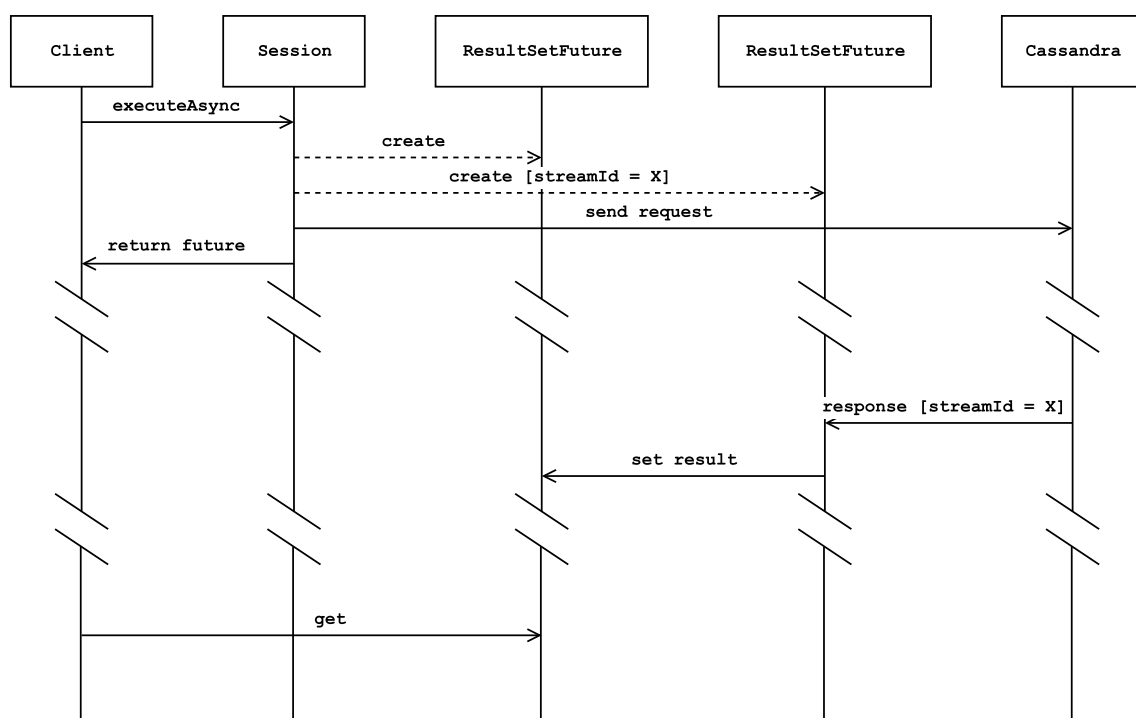 Client
Session
ResultSetFuture
ResultSetFuture
Cassandra
executeAsync
create
create [streamId = X]
send request
return future
response [streamId = X]
set result
get